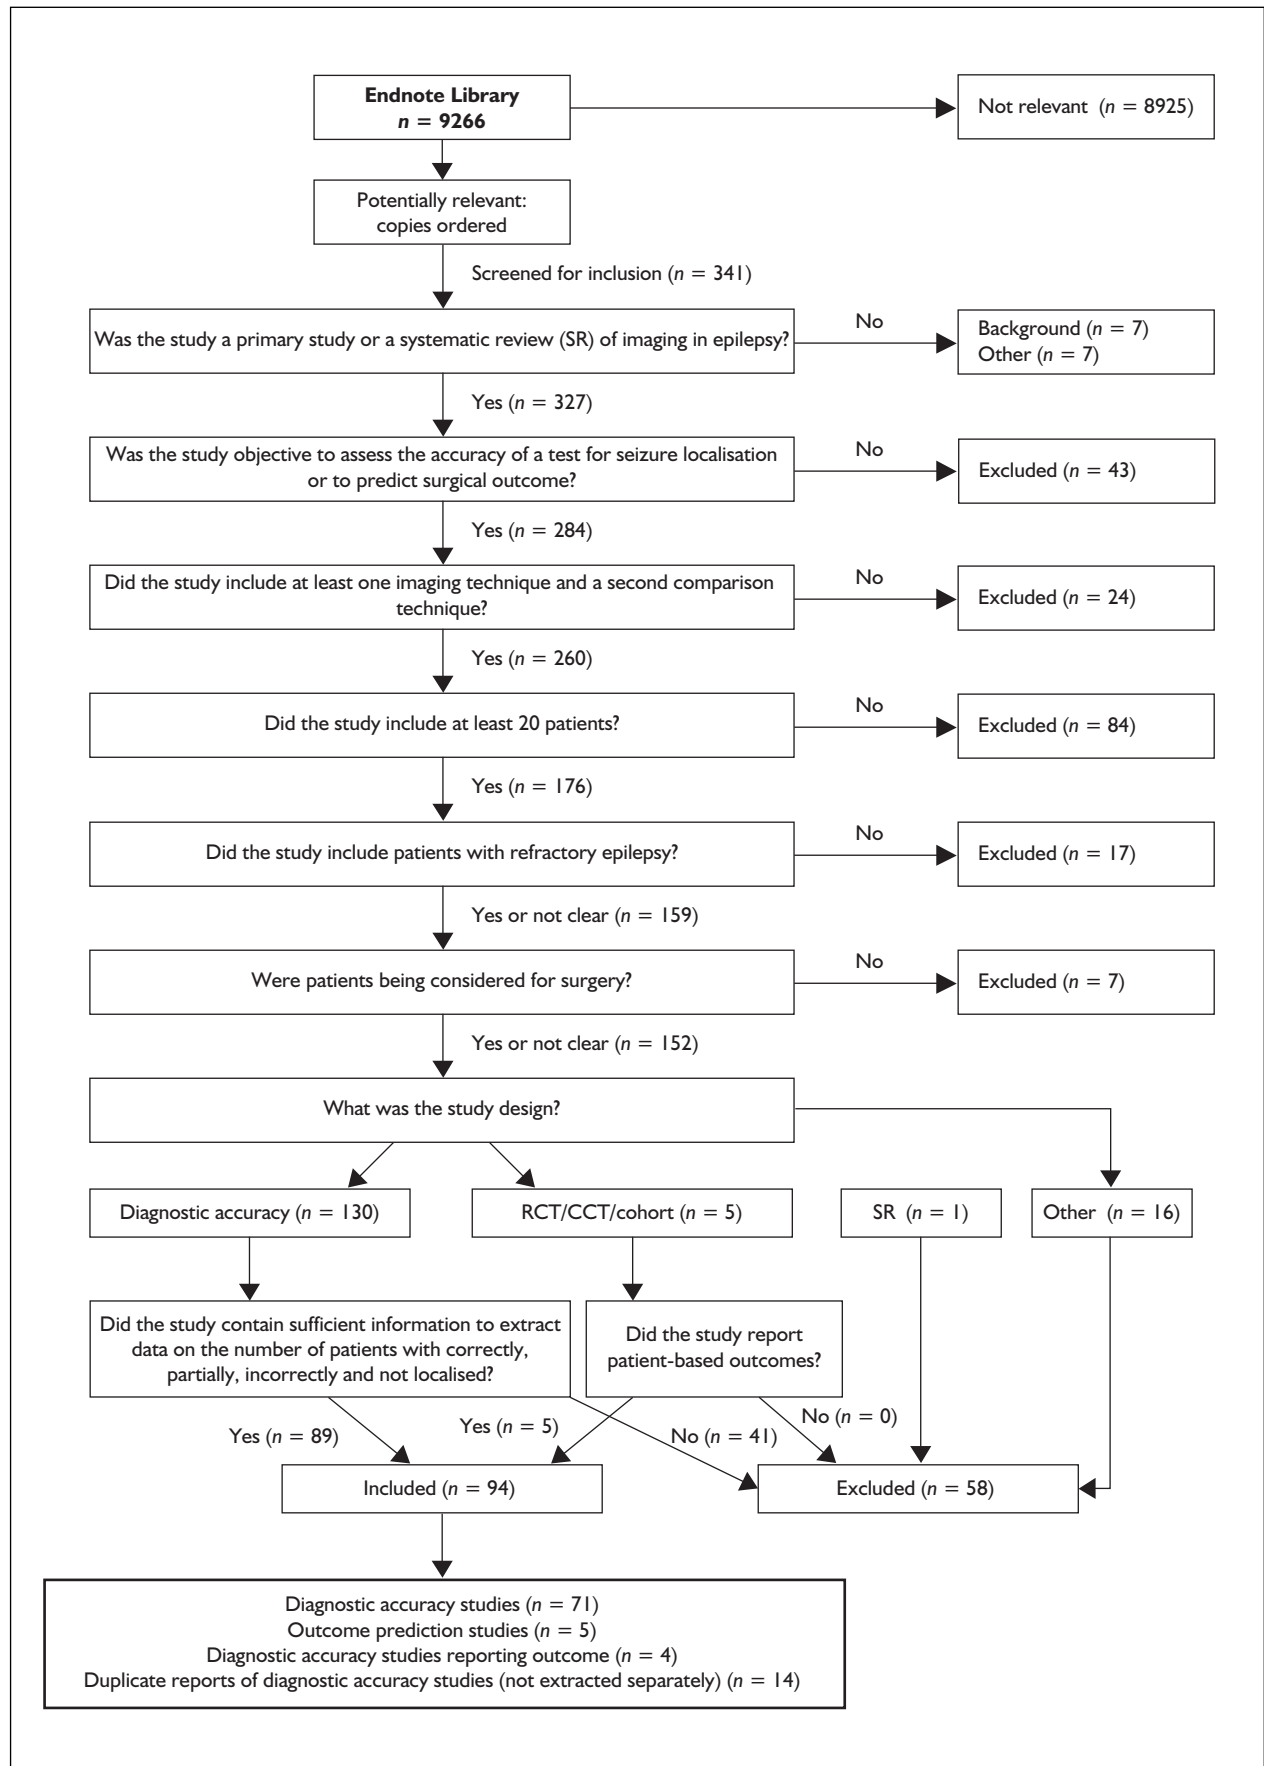 Endnote Library
n = 9266
Not relevant (n = 8925)
Potentially relevant:
copies ordered
Screened for inclusion (n = 341)
Was the study a primary study or a systematic review (SR) of imaging in epilepsy?
No
Background (n = 7)
Other (n = 7)
Yes (n = 327)
Was the study objective to assess the accuracy of a test for seizure localisation
or to predict surgical outcome?
No
Excluded (n = 43)
Yes (n = 284)
Did the study include at least one imaging technique and a second comparison
technique?
No
Excluded (n = 24)
Yes (n = 260)
Did the study include at least 20 patients?
No
Excluded (n = 84)
Yes (n = 176)
Did the study include patients with refractory epilepsy?
No
Excluded (n = 17)
Yes or not clear (n = 159)
Were patients being considered for surgery?
No
Excluded (n = 7)
Yes or not clear (n = 152)
What was the study design?
Diagnostic accuracy (n = 130)
RCT/CCT/cohort (n = 5)
SR (n = 1)
Other (n = 16)
Did the study contain sufficient information to extract
data on the number of patients with correctly,
partially, incorrectly and not localised?
Did the study report
patient-based outcomes?
Yes (n = 89)
Yes (n = 5)
No (n = 41)
No (n = 0)
Included (n = 94)
Excluded (n = 58)
Diagnostic accuracy studies (n = 71)
Outcome prediction studies (n = 5)
Diagnostic accuracy studies reporting outcome (n = 4)
Duplicate reports of diagnostic accuracy studies (not extracted separately) (n = 14)